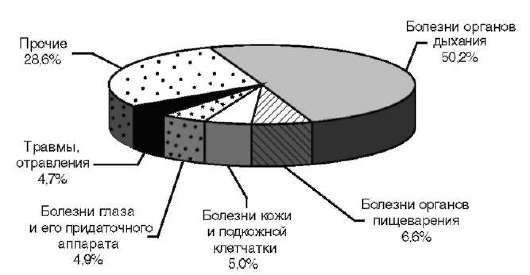 Болезни органов
дыхания
50,2%
Прочие
28,6%
Травмы,
отравления
4,7%
Болезни глаза
и его придаточного
аппарата
4,9%
Болезни кожи
и подкожной
клетчатки
5,0%
Болезни органов
пищеварения
6,6%